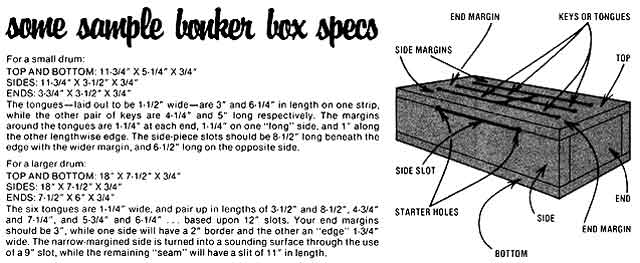 some sample bonker box specs
For a small drum:
TOP AND BOTTOM: 11-3/4" X 5-1/4" X 3/4"
SIDES: 11-3/4" X 3-1/2" X 3/4"
ENDS: 3-3/4" X 3-1/2" X 3/4"
The tongues—laid out to be 1-1/2" wide—are 3" and 6-1/4" in length on one strip,
while the other pair of keys are 4-1/4" and 5" long respectively. The margins
around the tongues are 1-1/4" at each end, 1-1/4" on one "long" side, and 1" along
the other lengthwise edge. The side-piece slots should be 8-1/2" long beneath the
edge with the wider margin, and 6-1/2" long on the opposite side.
For a larger drum:
TOP AND BOTTOM: 18" X 7-1/2" X 3/4"
SIDES: 18" X 7-1/2" X 3/4"
ENDS: 7-1/2" X 6" X 3/4"
The six tongues are 1-1/4" wide, and pair up in lengths of 3-1/2" and 8-1/2", 4-3/4"
and 7-1/4", and 5-3/4" and 6-1/4" . . . based upon 12" slots. Your end margins
should be 3", while one side will have a 2" border and the other an "edge" 1-3/4"
wide. The narrow-margined side is turned into a sounding surface through the use
of a 9" slot, while the remaining "seam" will have a slit of 11" in length.
END MARGIN
KEYS OR TONGUES
SIDE MARGINS
TOP
SIDE SLOT
STARTER HOLES
BOTTOM
SIDE
END MARGIN
END